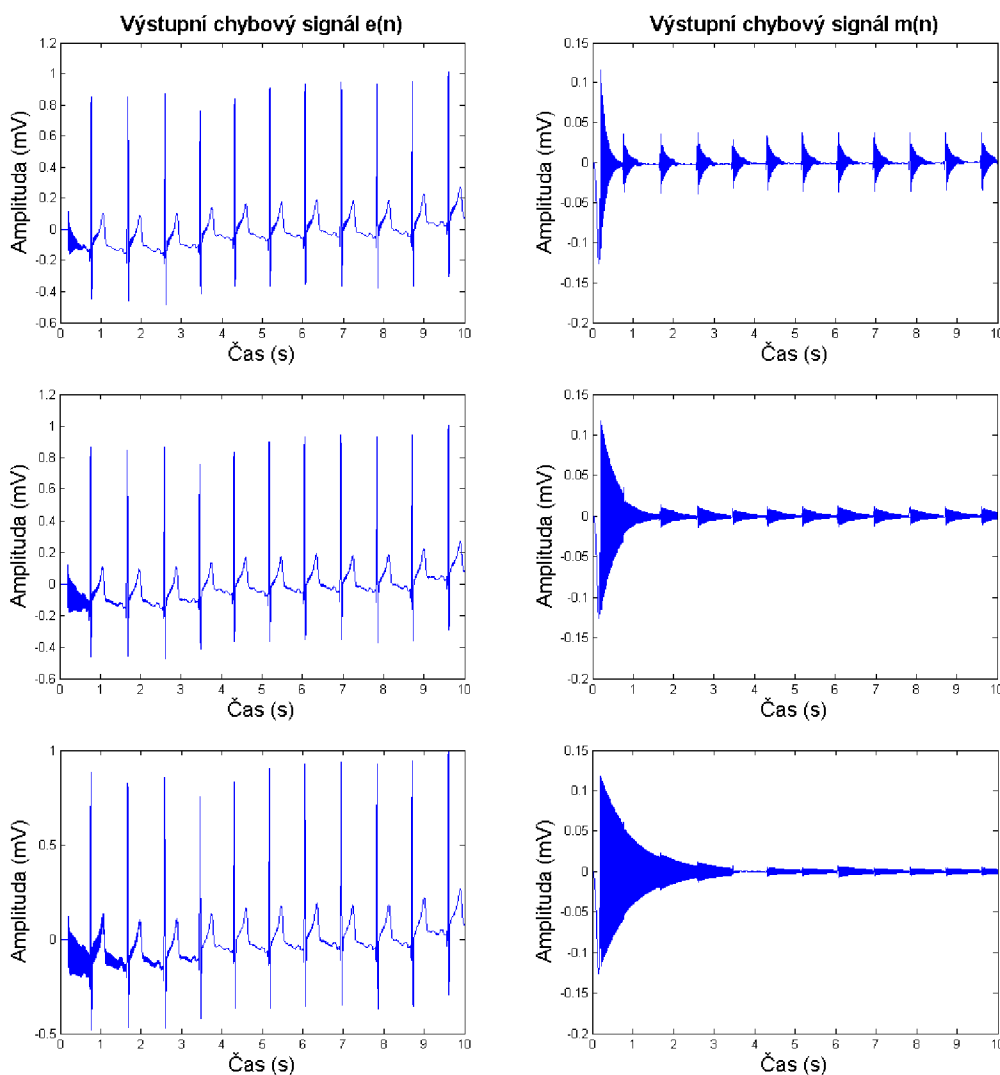 Výstupní chybový signál e(n)
Výstupní chybový signál m(n)
Amplituda (mV)
1.2
1
0.8
0.6
0.4
0.2
0
-0.2
-0.4
-0.6
0 1 2 3 4 5 6 7 8 9 10
Čas (s)
Amplituda (mV)
0.15
0.1
0.05
0
-0.05
-0.1
-0.15
-0.2
0 1 2 3 4 5 6 7 8 9 10
Čas (s)
Amplituda (mV)
1.2
1
0.8
0.6
0.4
0.2
0
-0.2
-0.4
-0.6
0 1 2 3 4 5 6 7 8 9 10
Čas (s)
Amplituda (mV)
0.15
0.1
0.05
0
-0.05
-0.1
-0.15
-0.2
0 1 2 3 4 5 6 7 8 9 10
Čas (s)
Amplituda (mV)
1
0.5
0
-0.5
0 1 2 3 4 5 6 7 8 9 10
Čas (s)
Amplituda (mV)
0.15
0.1
0.05
0
-0.05
-0.1
-0.15
-0.2
0 1 2 3 4 5 6 7 8 9 10
Čas (s)